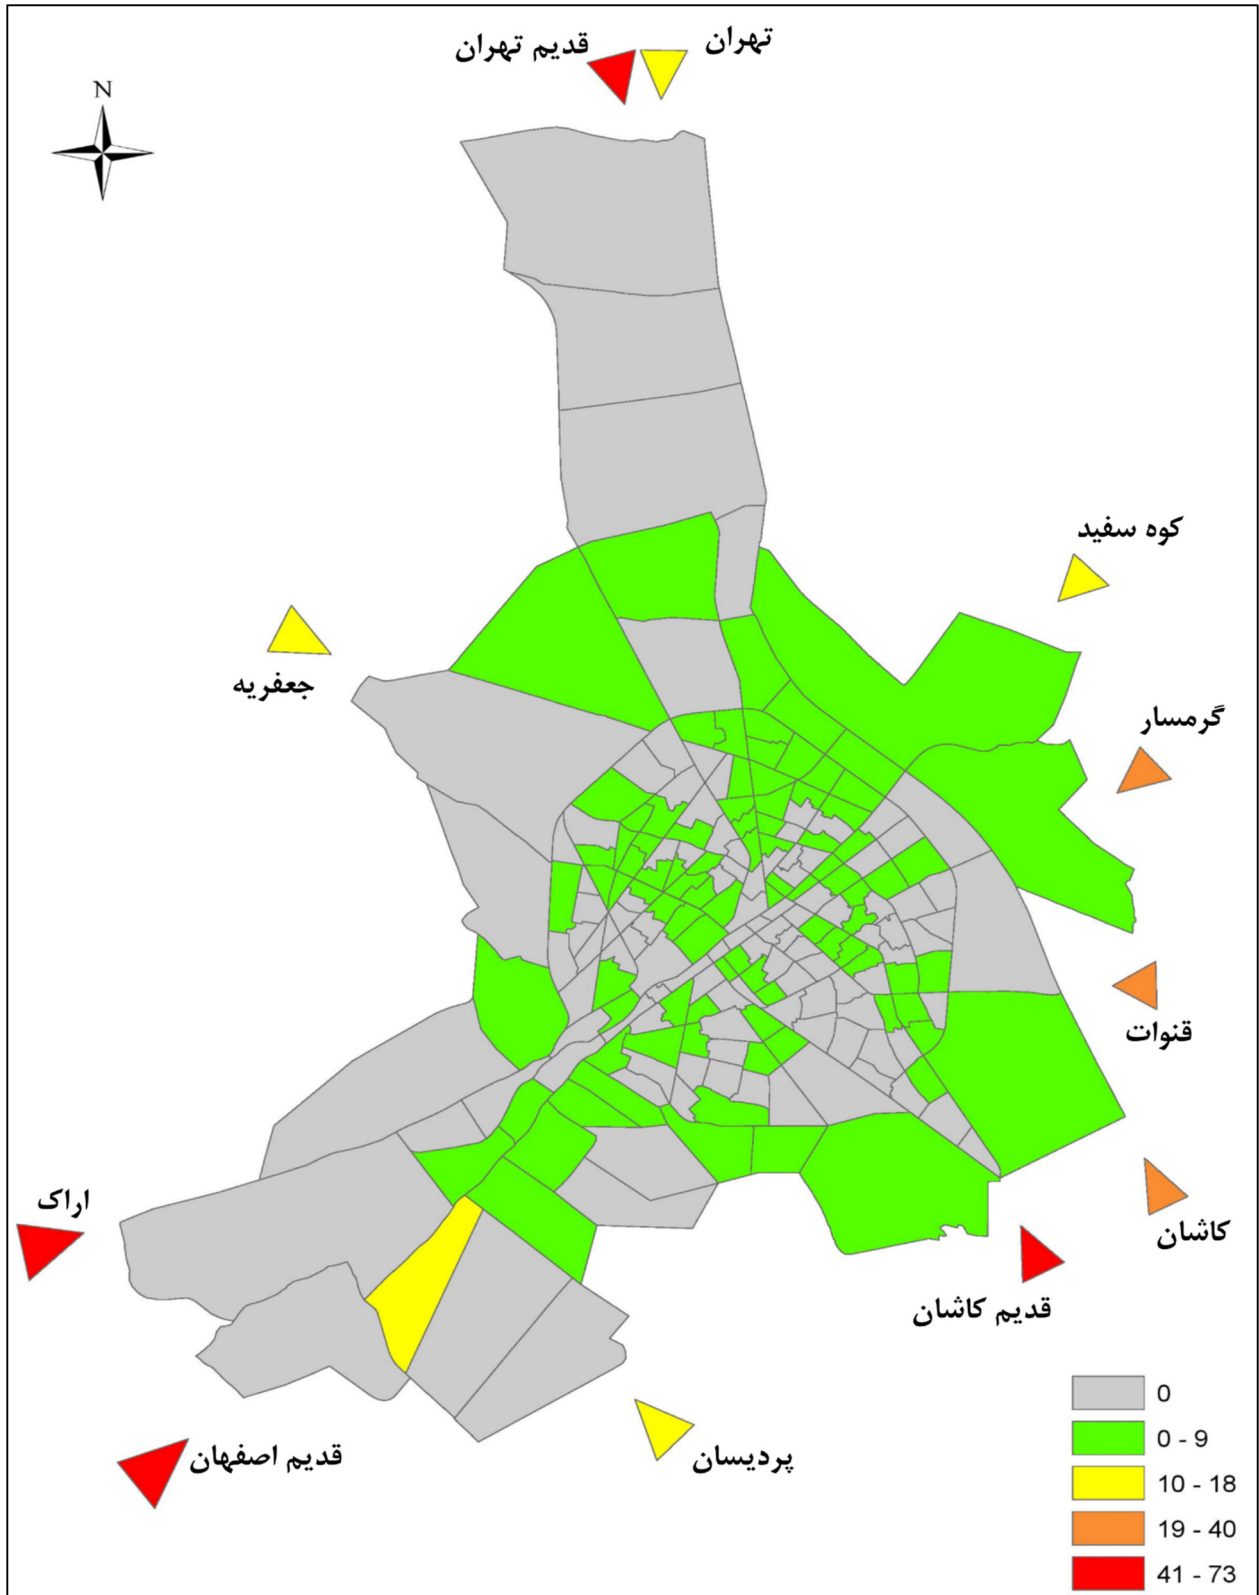 تهران
قدیم تهران
N
کوه سفید
جعفریه
گرمسار
قنوات
اراک
کاشان
قدیم کاشان
پردیسان
قدیم اصفهان
0
0 - 9
10 - 18
19 - 40
41 - 73